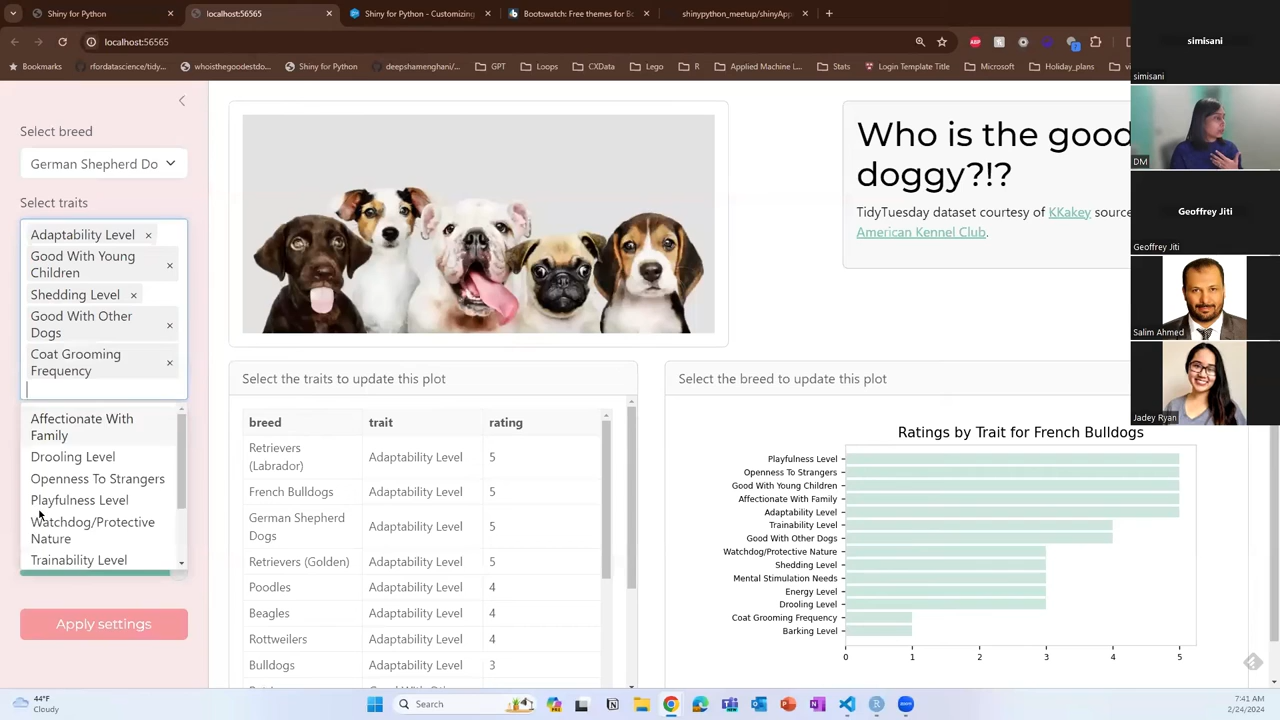 Shiny for Python
localhost:56565
Shiny for Python - Customizing
Bootswatch: Free themes for Bo
shinypython_meetup/shinyApp
localhost:56565
Bookmarks
rfordatascience/tidy...
whoisthegoodestdo...
Shiny for Python
deepshamenghani/...
GPT
Loops
CXData
Lego
R
Applied Machine L...
Stats
Login Template Title
Microsoft
Holiday_plans
Select breed
German Shepherd Do
Select traits
Adaptability Level ×
Good With Young
Children ×
Shedding Level ×
Good With Other
Dogs ×
Coat Grooming
Frequency ×
Affectionate With
Family
Drooling Level
Openness To Strangers
Playfulness Level
Watchdog/Protective
Nature
Trainability Level
Apply settings
Who is the good
doggy?!?
TidyTuesday dataset courtesy of KKakey source
American Kennel Club.
Select the traits to update this plot
breed trait rating
Retrievers
(Labrador) Adaptability Level 5
French Bulldogs Adaptability Level 5
German Shepherd
Dogs Adaptability Level 5
Retrievers (Golden) Adaptability Level 5
Poodles Adaptability Level 4
Beagles Adaptability Level 4
Rottweilers Adaptability Level 4
Bulldogs Adaptability Level 3
Select the breed to update this plot
Ratings by Trait for French Bulldogs
Playfulness Level
Openness To Strangers
Good With Young Children
Affectionate With Family
Adaptability Level
Trainability Level
Good With Other Dogs
Watchdog/Protective Nature
Shedding Level
Mental Stimulation Needs
Energy Level
Drooling Level
Coat Grooming Frequency
Barking Level
0 1 2 3 4 5
simisani
simisani
DM
Geoffrey Jiti
Geoffrey Jiti
Salim Ahmed
Jadey Ryan
44°F
Cloudy
Search
7:41 AM
2/24/2024